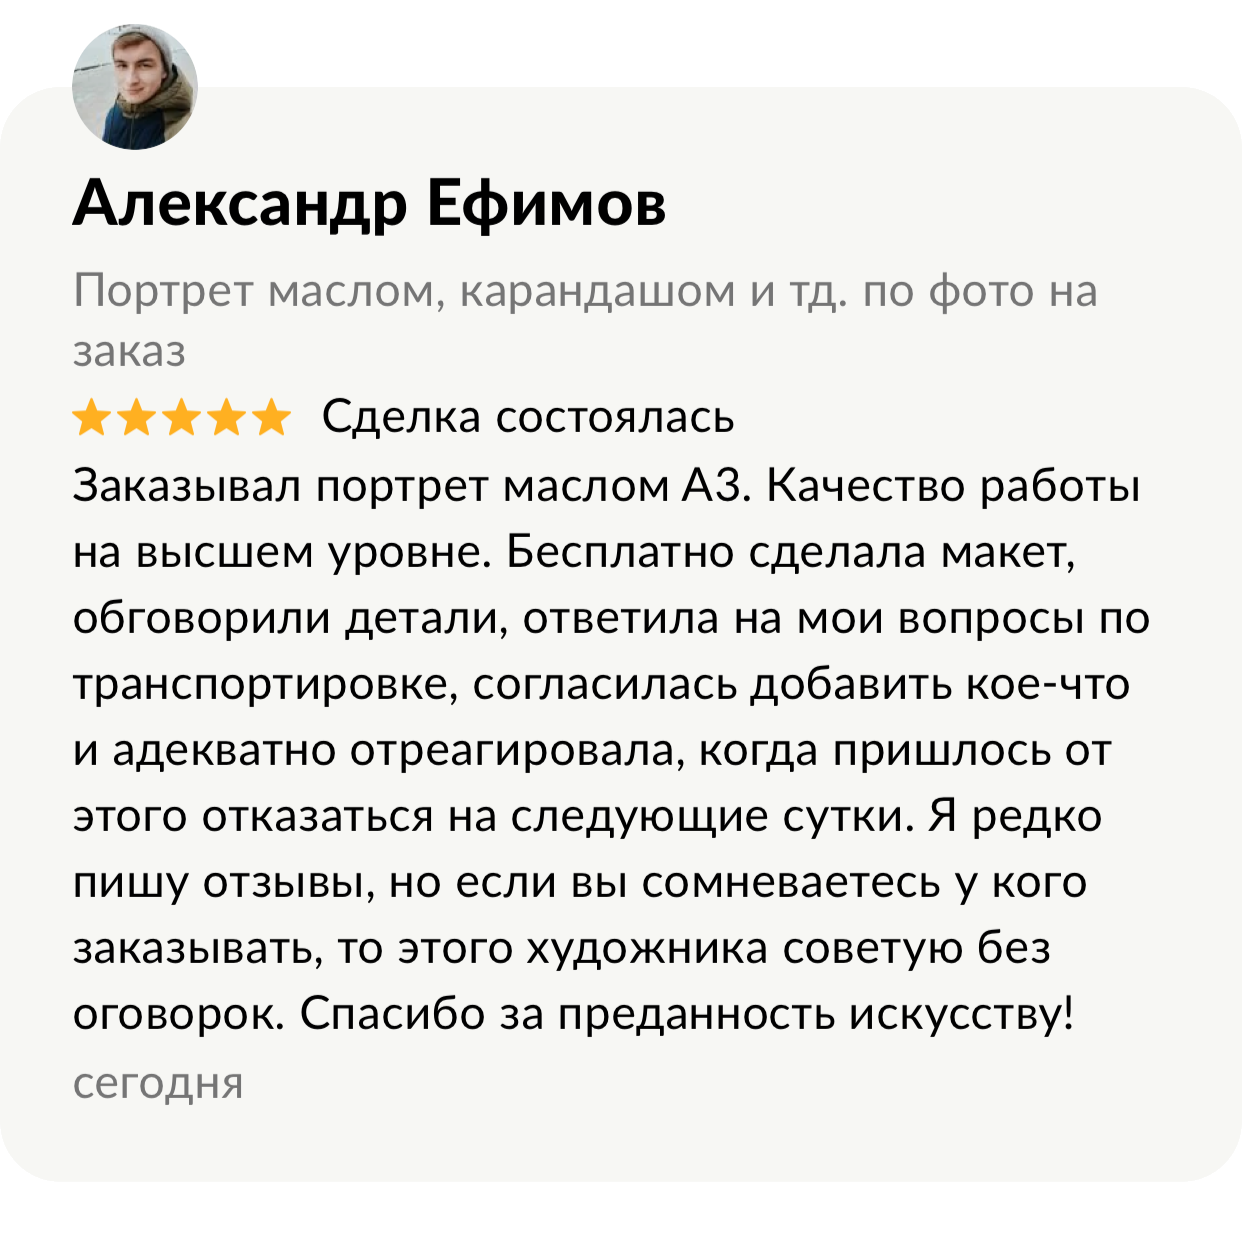 Александр Ефимов
Портрет маслом, карандашом и тд. по фото на
заказ
Сделка состоялась
Заказывал портрет маслом А3. Качество работы
на высшем уровне. Бесплатно сделала макет,
обговорили детали, ответила на мои вопросы по
транспортировке, согласилась добавить кое-что
и адекватно отреагировала, когда пришлось от
этого отказаться на следующие сутки. Я редко
пишу отзывы, но если вы сомневаетесь у кого
заказывать, то этого художника советую без
оговорок. Спасибо за преданность искусству!
сегодня